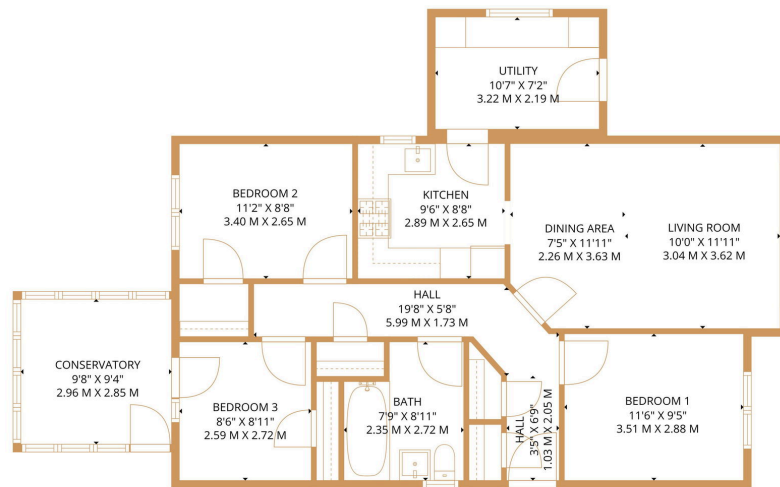 UTILITY
10'7" X 7'2"
3.22 M X 2.19 M
BEDROOM 2
11'2" X 8'8"
3.40 M X 2.65 M
KITCHEN
9'6" X 8'8"
2.89 M X 2.65 M
DINING AREA
7'5" X 11'11"
2.26 M X 3.63 M
LIVING ROOM
10'0" X 11'11"
3.04 M X 3.62 M
HALL
19'8" X 5'8"
5.99 M X 1.73 M
CONSERVATORY
9'8" X 9'4"
2.96 M X 2.85 M
BEDROOM 3
8'6" X 8'11"
2.59 M X 2.72 M
BATH
7'9" X 8'11"
2.35 M X 2.72 M
HALL
3'5" X 6'9"
1.03 M X 2.05 M
BEDROOM 1
11'6" X 9'5"
3.51 M X 2.88 M